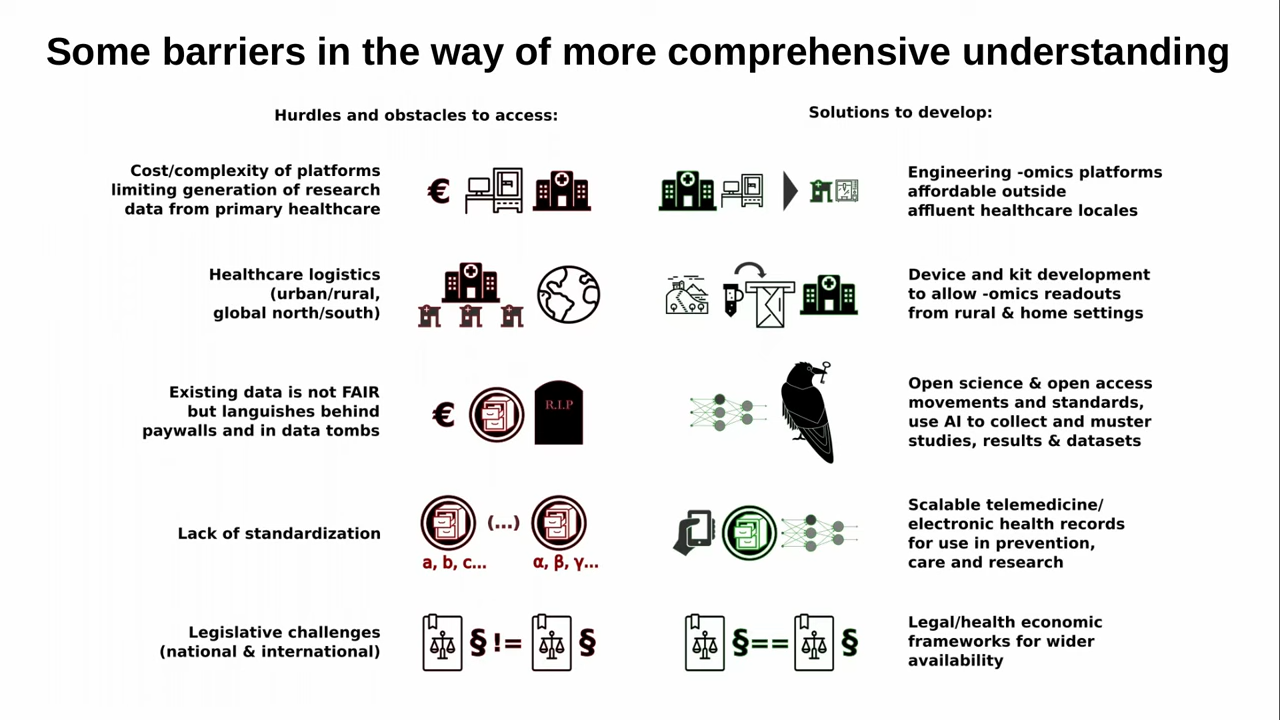 Some barriers in the way of more comprehensive understanding
Hurdles and obstacles to access:
Solutions to develop:
Cost/complexity of platforms
limiting generation of research
data from primary healthcare
€
Engineering -omics platforms
affordable outside
affluent healthcare locales
Healthcare logistics
(urban/rural,
global north/south)
Device and kit development
to allow -omics readouts
from rural & home settings
Existing data is not FAIR
but languishes behind
paywalls and in data tombs
€
R.I.P
Open science & open access
movements and standards,
use AI to collect and muster
studies, results & datasets
Lack of standardization
(...)
a, b, c...
α, β, γ...
Scalable telemedicine/
electronic health records
for use in prevention,
care and research
Legislative challenges
(national & international)
§ != §
§ == §
Legal/health economic
frameworks for wider
availability